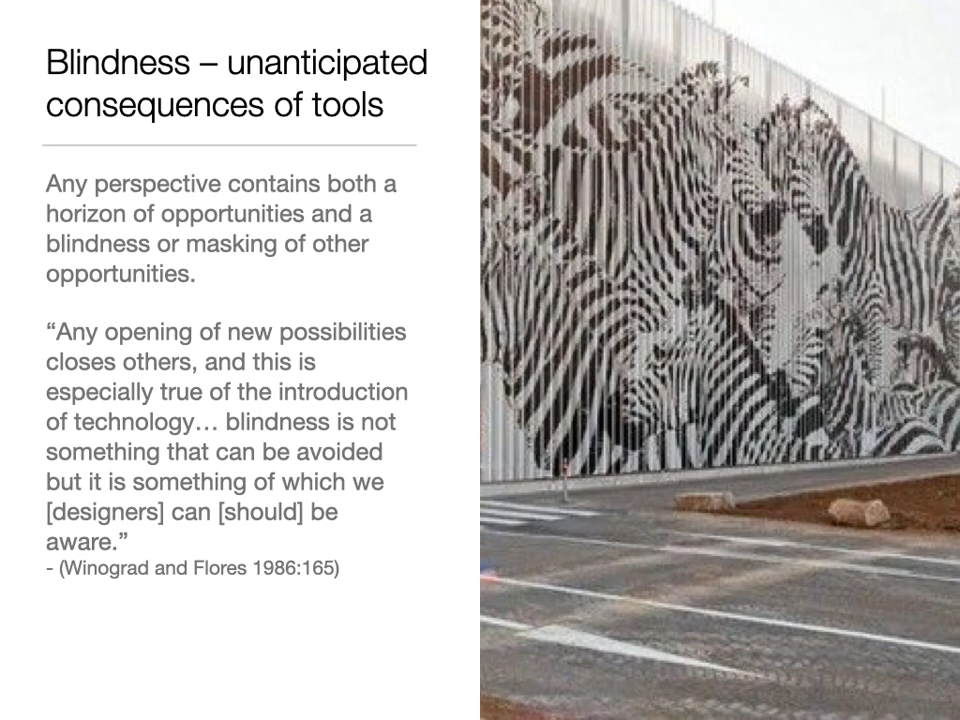 Blindness – unanticipated
consequences of tools
Any perspective contains both a
horizon of opportunities and a
blindness or masking of other
opportunities.
“Any opening of new possibilities
closes others, and this is
especially true of the introduction
of technology… blindness is not
something that can be avoided
but it is something of which we
[designers] can [should] be
aware.”
- (Winograd and Flores 1986:165)